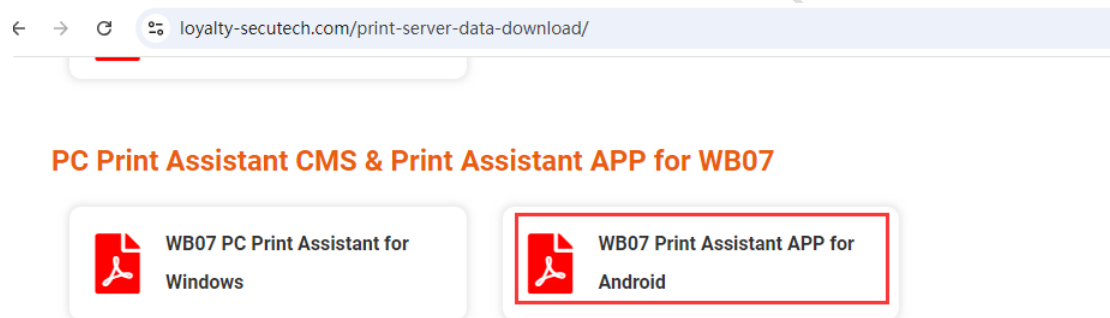 loyalty-secutech.com/print-server-data-download/
PC Print Assistant CMS & Print Assistant APP for WB07
WB07 PC Print Assistant for
Windows
WB07 Print Assistant APP for
Android